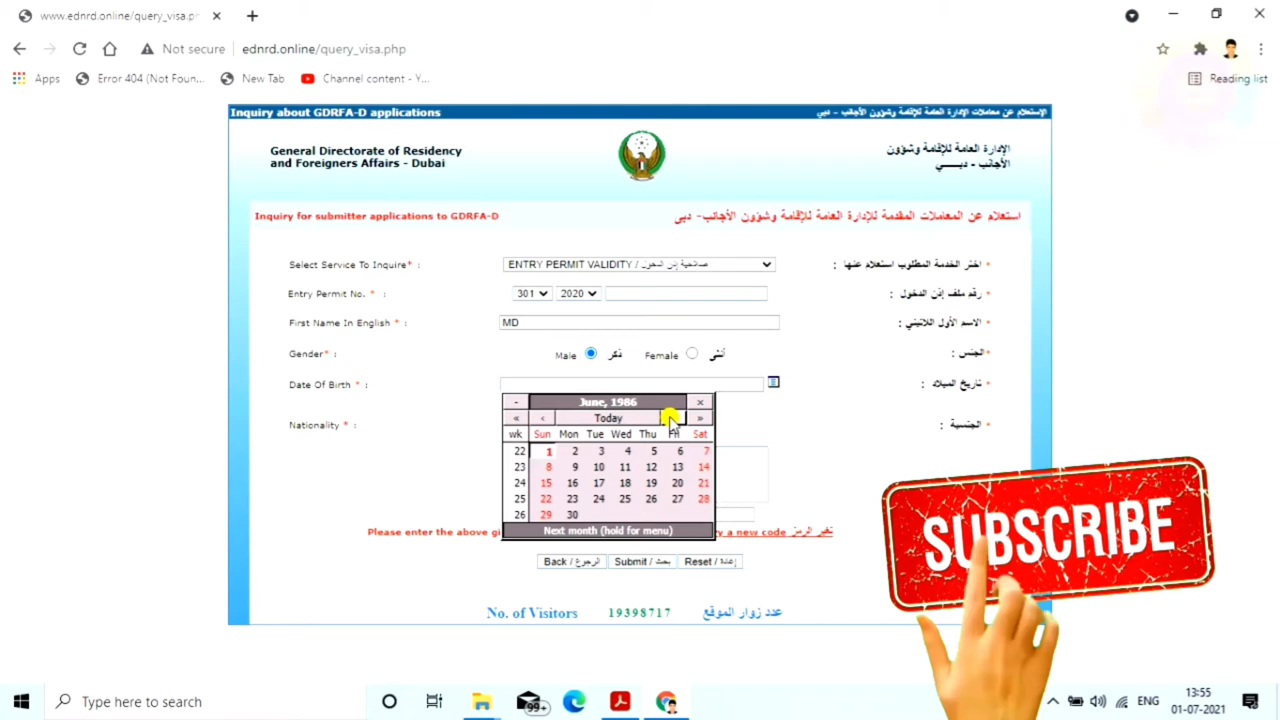 www.ednrd.online/query_visa.p
Not secure ednrd.online/query_visa.php
Apps Error 404 (Not Foun... New Tab Channel content - Y... Reading list
Inquiry about GDRFA-D applications الإستعلام عن معاملات الإدارة العامة للإقامة وشؤون الأجانب - دبي
General Directorate of Residency الإدارة العامة للإقامة وشؤون
and Foreigners Affairs - Dubai الأجانب - دبـــــي
Inquiry for submitter applications to GDRFA-D استعلام عن المعاملات المقدمة للإدارة العامة للإقامة وشؤون الأجانب- دبى
Select Service To Inquire* : ENTRY PERMIT VALIDITY / صلاحية إذن الدخول * اختر الخدمة المطلوب استعلام عنها :
Entry Permit No. * : 301 2020 * رقم ملف إذن الدخول :
First Name In English * : MD * الاسم الأول اللاتيني :
Gender* : Male ذكر Female أنثى * الجنس :
Date Of Birth * : * تاريخ الميلاد :
- June, 1986 ×
« ‹ Today »
Nationality * : * الجنسية :
wk Sun Mon Tue Wed Thu Fri Sat
22 1 2 3 4 5 6 7
23 8 9 10 11 12 13 14
24 15 16 17 18 19 20 21
25 22 23 24 25 26 27 28
26 29 30
Next month (hold for menu)
Please enter the above gi y a new code تغير الرمز
Back / الرجوع Submit / بحث Reset / إعادة
No. of Visitors 19398717 عدد زوار الموقع
SUBSCRIBE
Type here to search 99+ ENG 13:55
01-07-2021